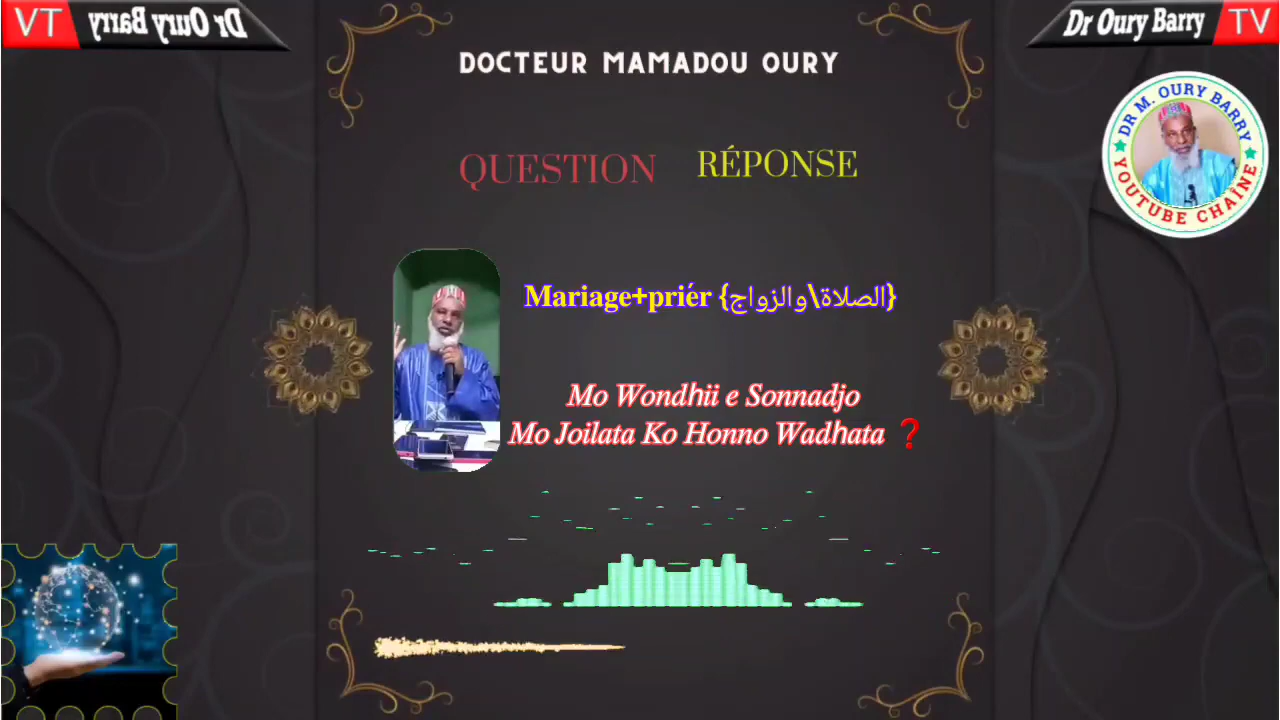 VT Dr Oury Barry
Dr Oury Barry TV
DOCTEUR MAMADOU OURY
DR M. OURY BARRY
YOUTUBE CHAÎNE
QUESTION RÉPONSE
Mariage+priér {الصلاة\والزواج}
Mo Wondhii e Sonnadjo
Mo Joilata Ko Honno Wadhata ❓